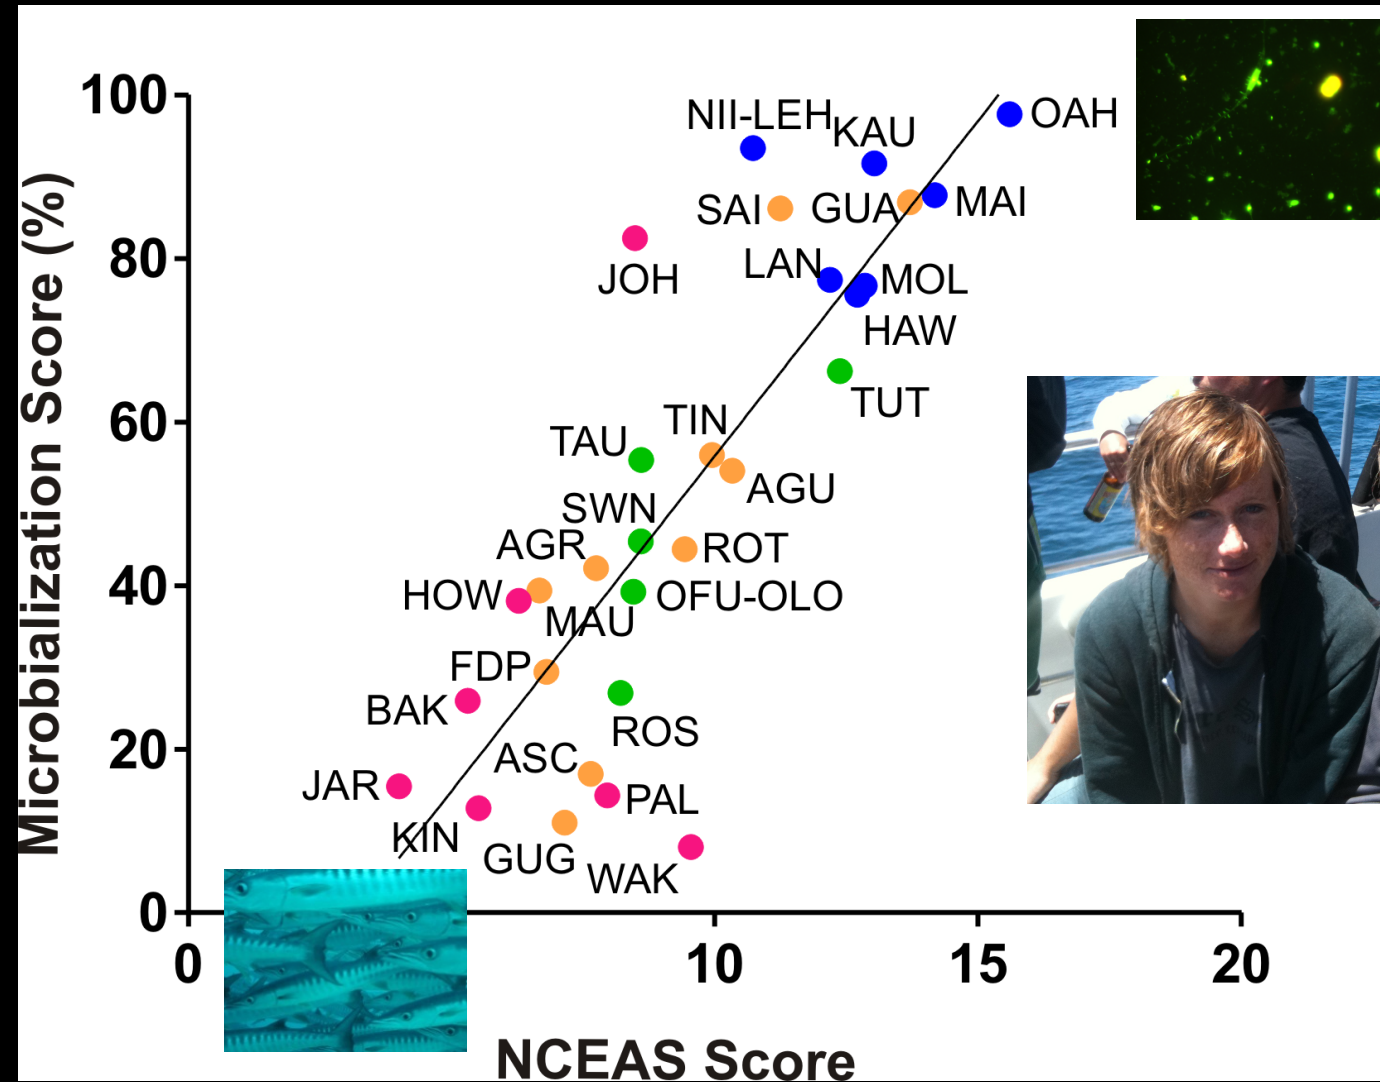 100
80
60
40
20
0
0
10
15
20
Microbialization Score (%)
NCEAS Score
NII-LEH
KAU
OAH
SAI
GUA
MAI
JOH
LAN
MOL
HAW
TUT
TIN
TAU
AGU
SWN
AGR
ROT
HOW
OFU-OLO
MAU
FDP
BAK
ROS
ASC
JAR
PAL
KIN
GUG
WAK